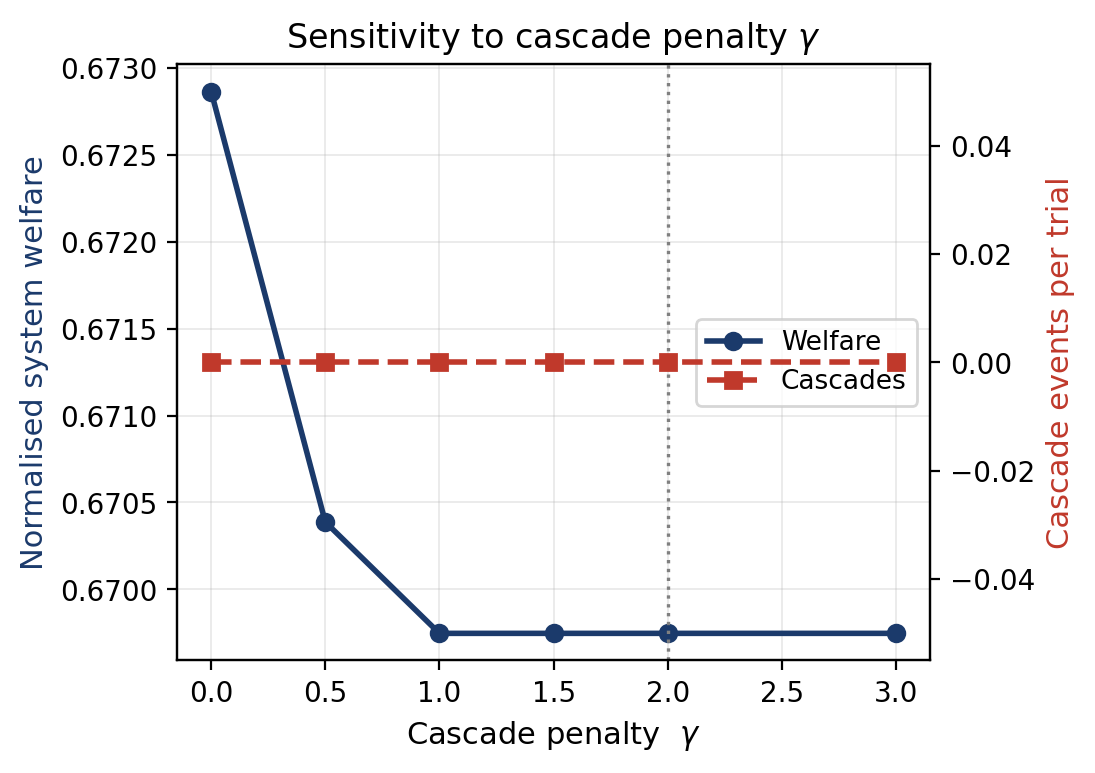 Sensitivity to cascade penalty γ
Normalised system welfare
0.6730
0.6725
0.6720
0.6715
0.6710
0.6705
0.6700
0.04
0.02
0.00
−0.02
−0.04
Cascade events per trial
Welfare
Cascades
0.0 0.5 1.0 1.5 2.0 2.5 3.0
Cascade penalty γ